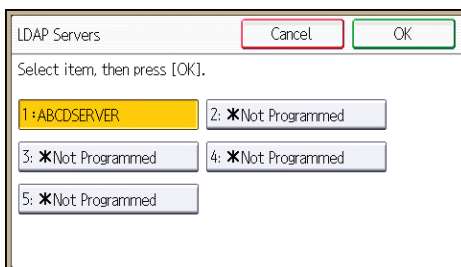 LDAP Servers Cancel OK
Select item, then press [OK].
1:ABCDSERVER 2: ✱Not Programmed
3: ✱Not Programmed 4: ✱Not Programmed
5: ✱Not Programmed